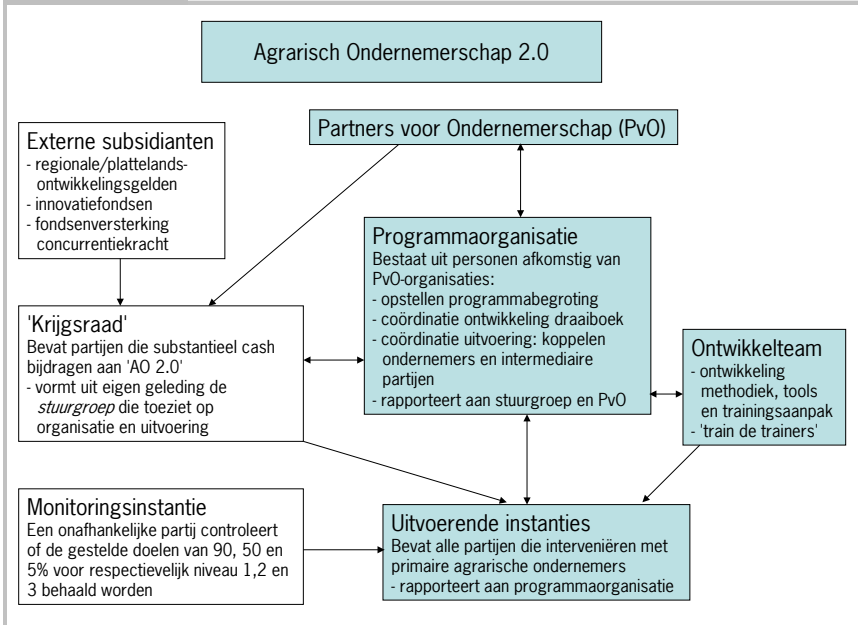 Agrarisch Ondernemerschap 2.0
Partners voor Ondernemerschap (PvO)
Externe subsidianten
- regionale/plattelands-
ontwikkelingsgelden
- innovatiefondsen
- fondsenversterking
concurrentiekracht
Programmaorganisatie
Bestaat uit personen afkomstig van
PvO-organisaties:
- opstellen programmabegroting
- coördinatie ontwikkeling draaiboek
- coördinatie uitvoering: koppelen
ondernemers en intermediaire
partijen
- rapporteert aan stuurgroep en PvO
'Krijgsraad'
Bevat partijen die substantieel cash
bijdragen aan 'AO 2.0'
- vormt uit eigen geleding de
stuurgroep die toeziet op
organisatie en uitvoering
Ontwikkelteam
- ontwikkeling
methodiek, tools
en trainingsaanpak
- 'train de trainers'
Monitoringsinstantie
Een onafhankelijke partij controleert
of de gestelde doelen van 90, 50 en
5% voor respectievelijk niveau 1,2 en
3 behaald worden
Uitvoerende instanties
Bevat alle partijen die interveniëren met
primaire agrarische ondernemers
- rapporteert aan programmaorganisatie